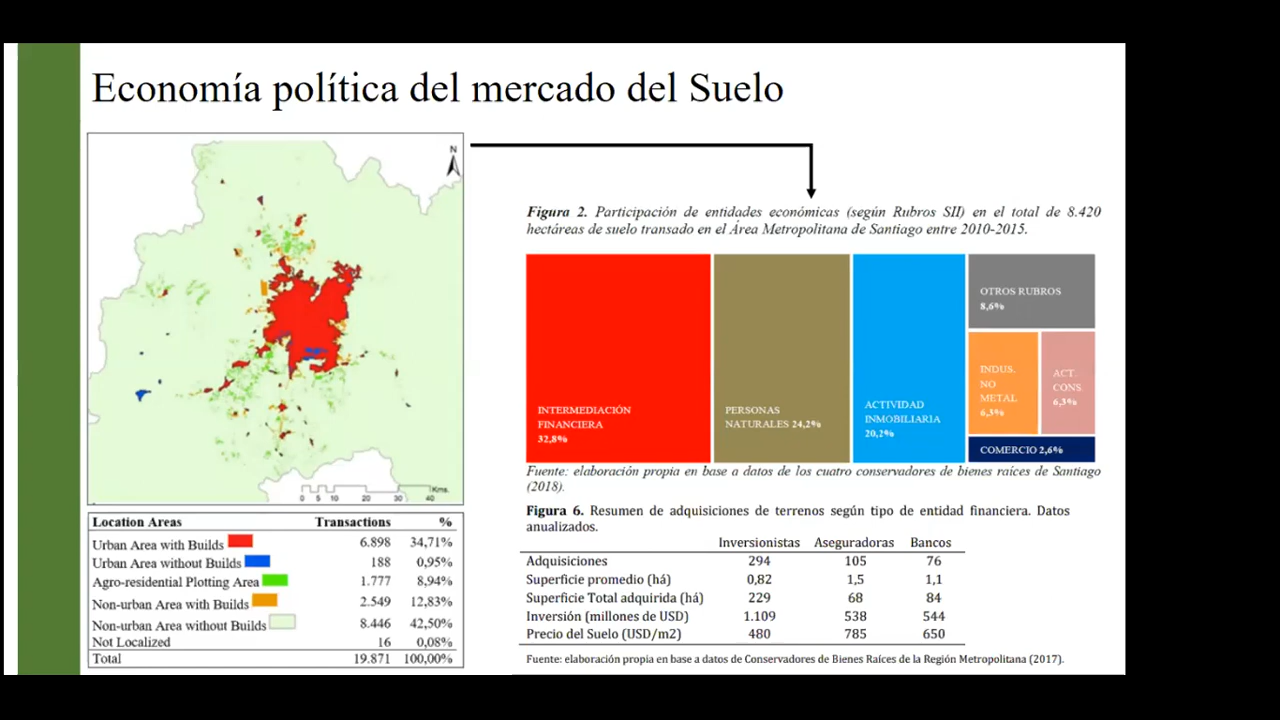 Economía política del mercado del Suelo
N
0 5 10 20 30 40 Kms.
Location Areas Transactions %
Urban Area with Builds 6.898 34,71%
Urban Area without Builds 188 0,95%
Agro-residential Plotting Area 1.777 8,94%
Non-urban Area with Builds 2.549 12,83%
Non-urban Area without Builds 8.446 42,50%
Not Localized 16 0,08%
Total 19.871 100,00%
Figura 2. Participación de entidades económicas (según Rubros SII) en el total de 8.420
hectáreas de suelo transado en el Área Metropolitana de Santiago entre 2010-2015.
INTERMEDIACIÓN
FINANCIERA
32,8%
PERSONAS
NATURALES 24,2%
ACTIVIDAD
INMOBILIARIA
20,2%
OTROS RUBROS
8,6%
INDUS.
NO
METAL
6,3%
ACT.
CONS
6,3%
COMERCIO 2,6%
Fuente: elaboración propia en base a datos de los cuatro conservadores de bienes raíces de Santiago
(2018).
Figura 6. Resumen de adquisiciones de terrenos según tipo de entidad financiera. Datos
anualizados.
Inversionistas Aseguradoras Bancos
Adquisiciones 294 105 76
Superficie promedio (há) 0,82 1,5 1,1
Superficie Total adquirida (há) 229 68 84
Inversión (millones de USD) 1.109 538 544
Precio del Suelo (USD/m2) 480 785 650
Fuente: elaboración propia en base a datos de Conservadores de Bienes Raíces de la Región Metropolitana (2017).